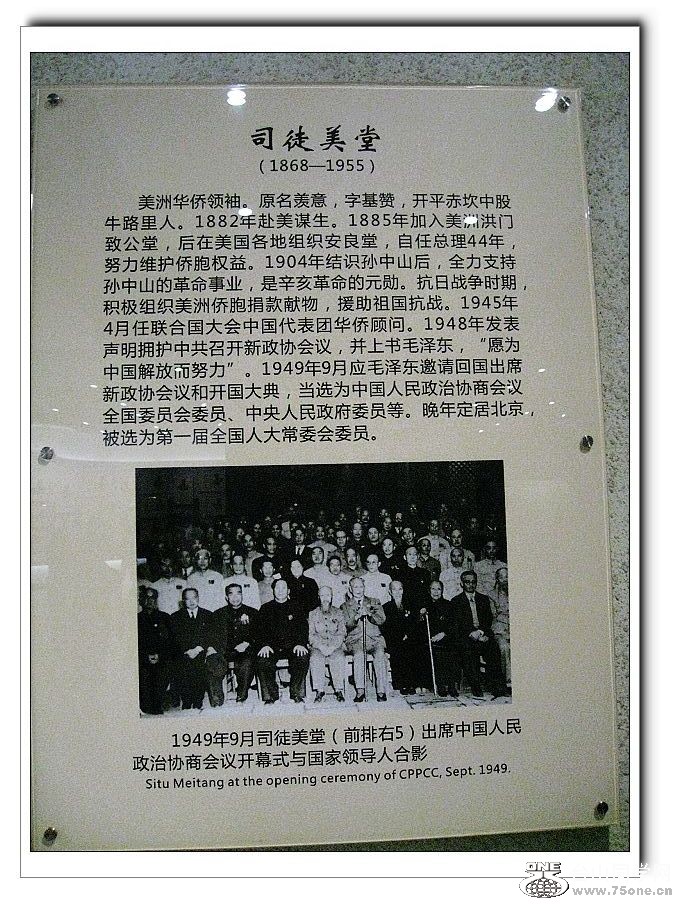 司徒美堂
（1868—1955）
美洲华侨领袖。原名羡意，字基赞，开平赤坎中股
牛路里人。1882年赴美谋生。1885年加入美洲洪门
致公堂，后在美国各地组织安良堂，自任总理44年，
努力维护侨胞权益。1904年结识孙中山后，全力支持
孙中山的革命事业，是辛亥革命的元勋。抗日战争时期，
积极组织美洲侨胞捐款献物，援助祖国抗战。1945年
4月任联合国大会中国代表团华侨顾问。1948年发表
声明拥护中共召开新政协会议，并上书毛泽东，“愿为
中国解放而努力”。1949年9月应毛泽东邀请回国出席
新政协会议和开国大典，当选为中国人民政治协商会议
全国委员会委员、中央人民政府委员等。晚年定居北京，
被选为第一届全国人大常委会委员。
1949年9月司徒美堂（前排右5）出席中国人民
政治协商会议开幕式与国家领导人合影
Situ Meitang at the opening ceremony of CPPCC, Sept. 1949.
ONE
www.75one.cn